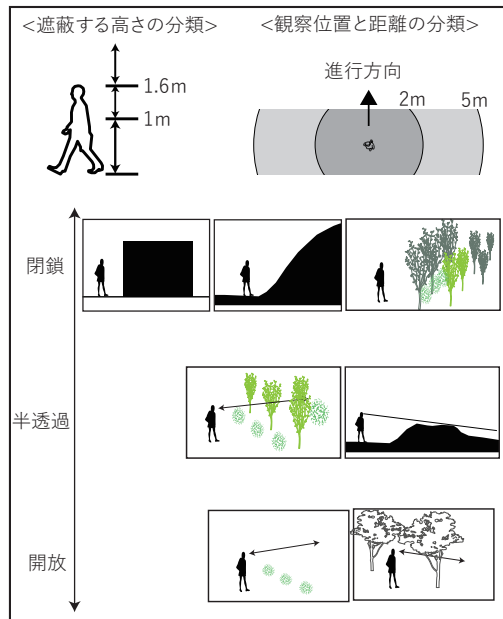 <遮蔽する高さの分類>
<観察位置と距離の分類>
1.6m
1m
進行方向
2m
5m
閉鎖
半透過
開放